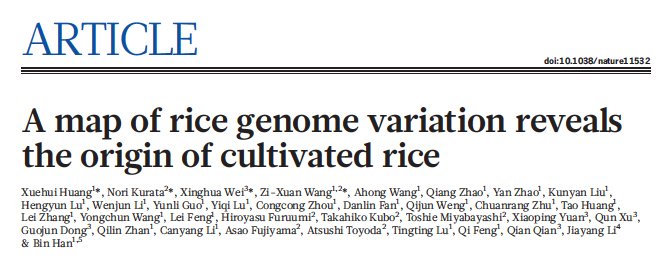 ARTICLE
doi:10.1038/nature11532
A map of rice genome variation reveals
the origin of cultivated rice
Xuehui Huang¹*, Nori Kurata²*, Xinghua Wei³*, Zi-Xuan Wang¹,²*, Ahong Wang¹, Qiang Zhao¹, Yan Zhao¹, Kunyan Liu¹,
Hengyun Lu¹, Wenjun Li¹, Yunli Guo¹, Yiqi Lu¹, Congcong Zhou¹, Danlin Fan¹, Qijun Weng¹, Chuanrang Zhu¹, Tao Huang¹,
Lei Zhang¹, Yongchun Wang¹, Lei Feng¹, Hiroyasu Furuumi², Takahiko Kubo², Toshie Miyabayashi², Xiaoping Yuan³, Qun Xu³,
Guojun Dong³, Qilin Zhan¹, Canyang Li¹, Asao Fujiyama², Atsushi Toyoda², Tingting Lu¹, Qi Feng¹, Qian Qian³, Jiayang Li⁴
& Bin Han¹,⁵